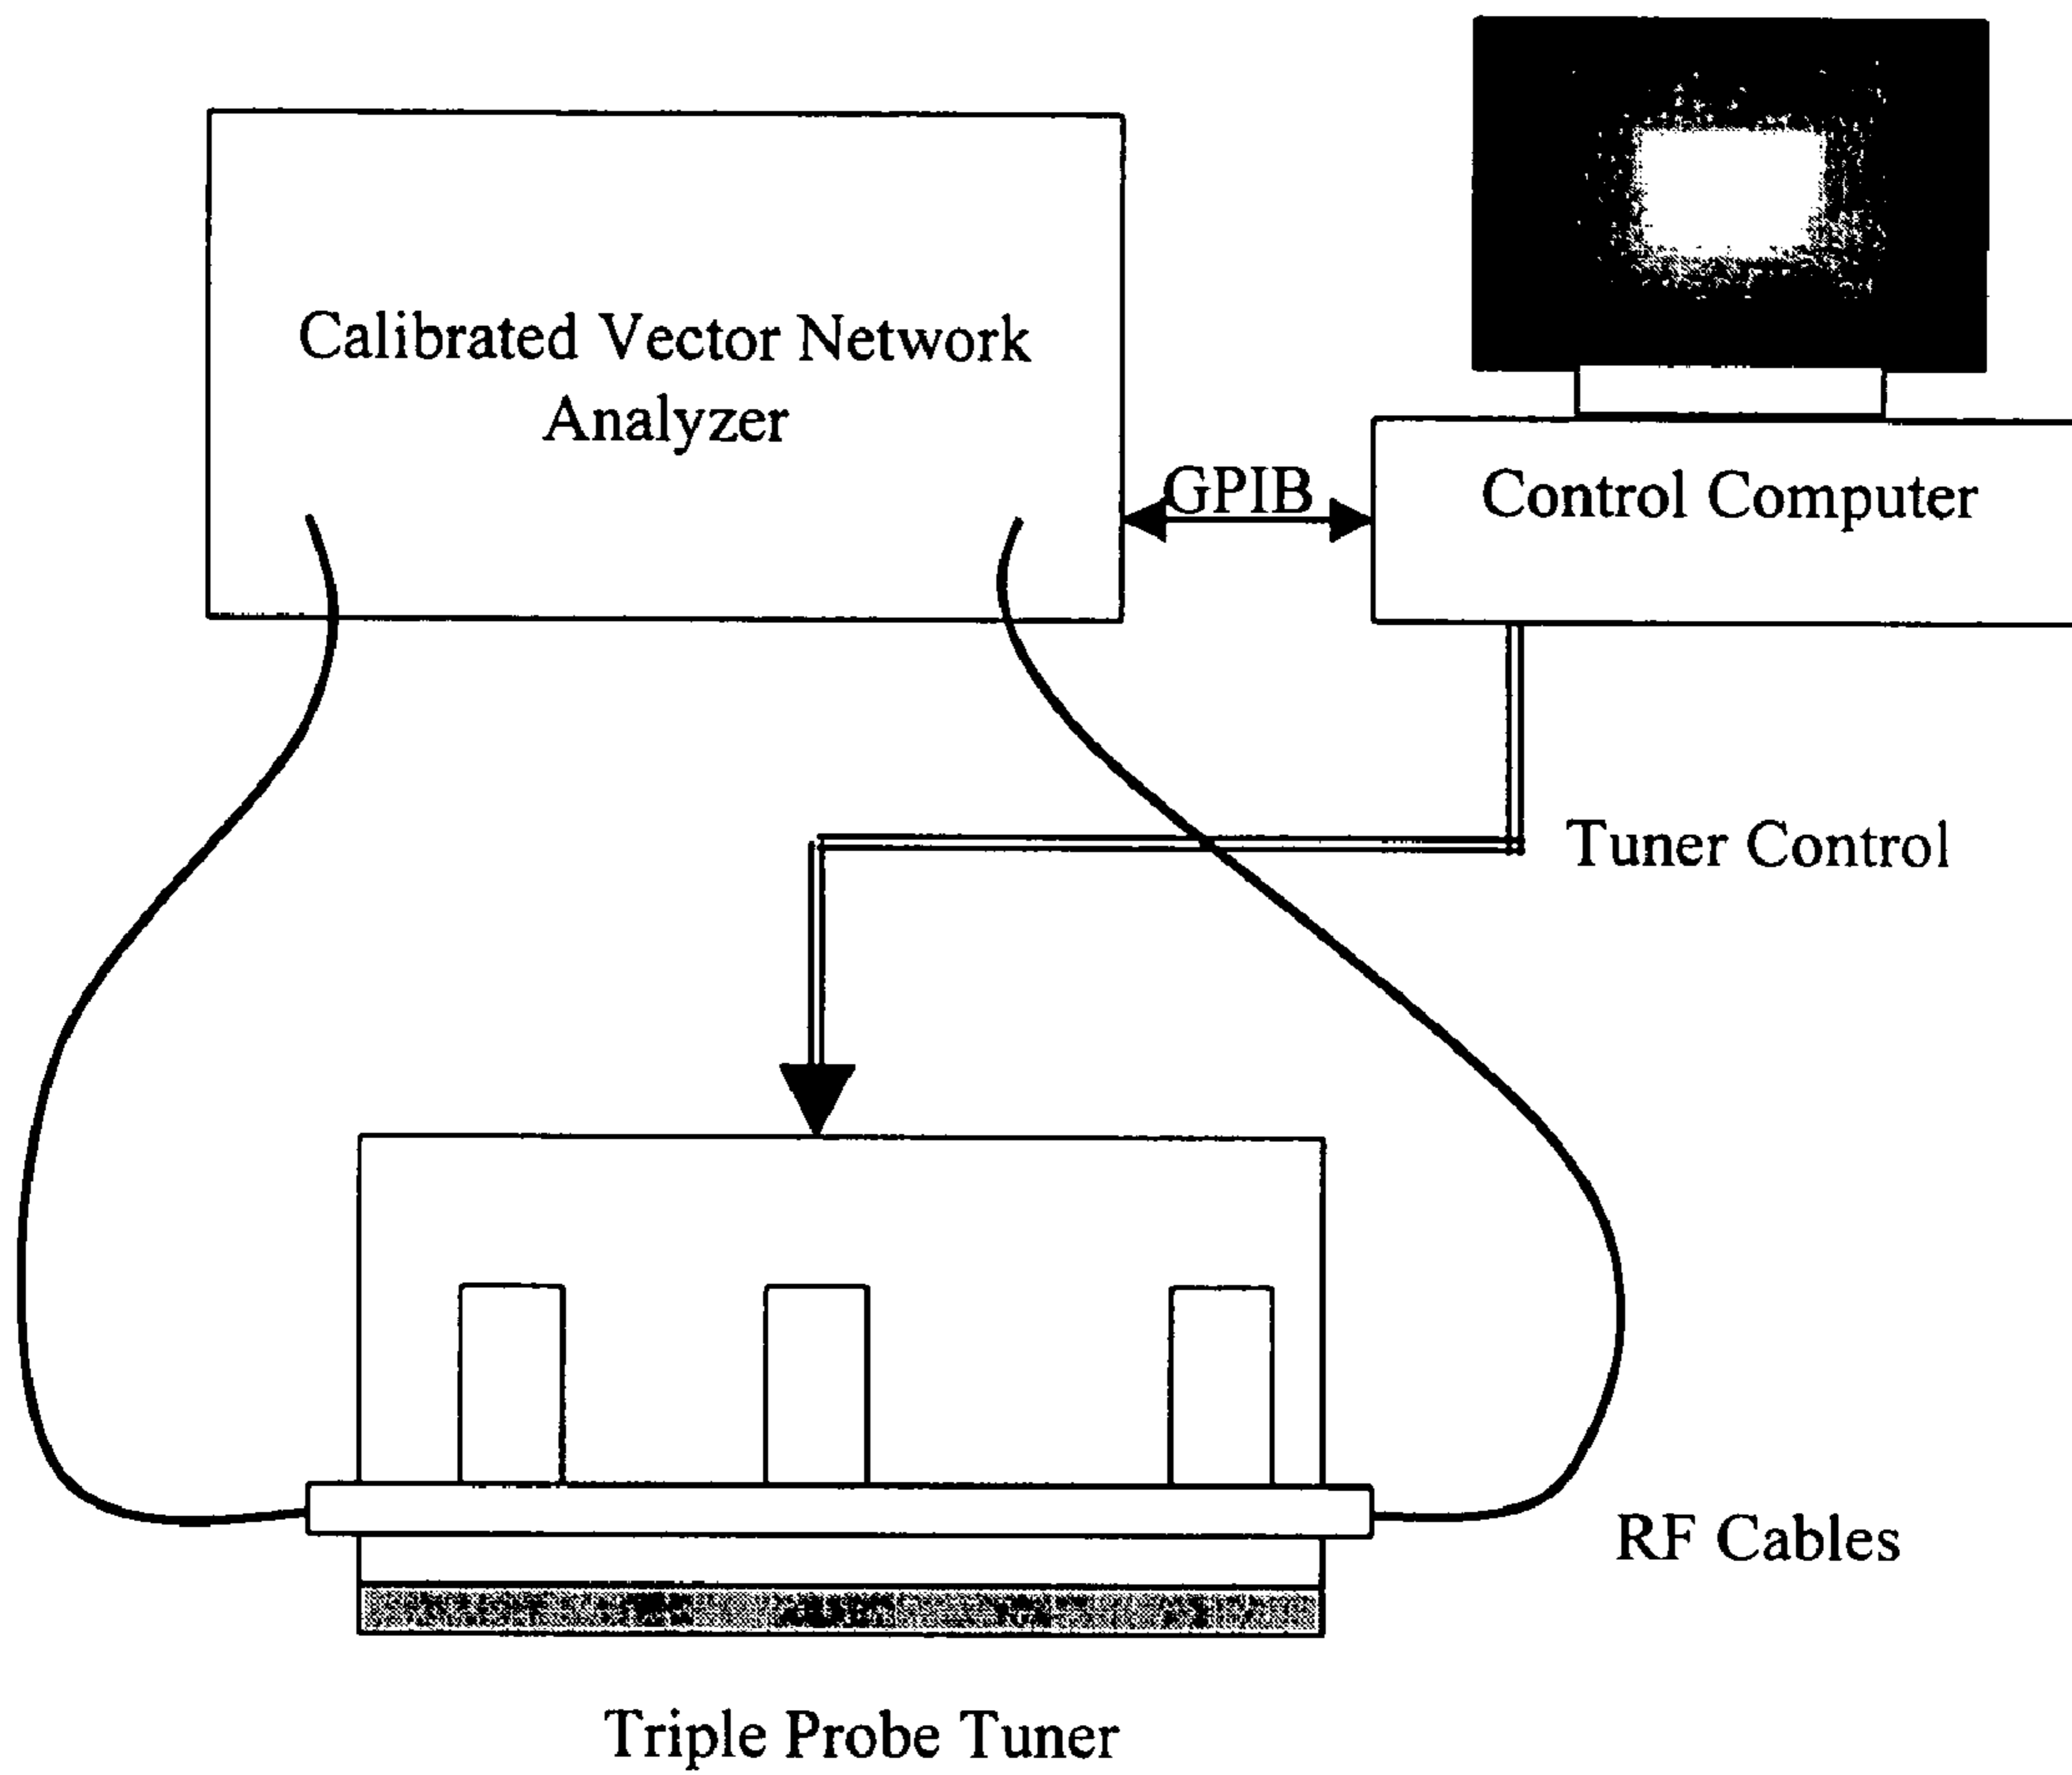 Calibrated Vector Network
Analyzer
GPIB
Control Computer
Tuner Control
RF Cables
Triple Probe Tuner